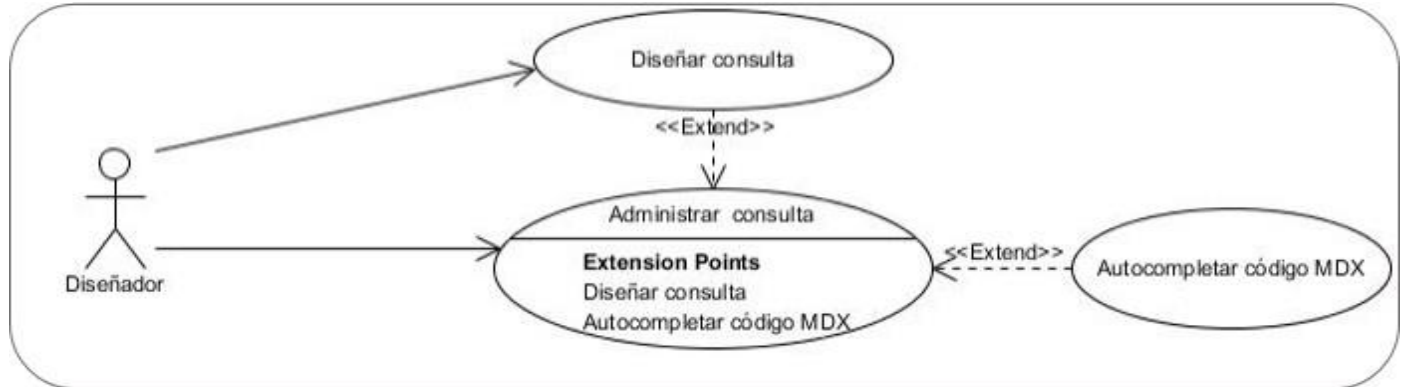 Diseñar consulta
<<Extend>>
Administrar consulta
Extension Points
Diseñar consulta
Autocompletar código MDX
<<Extend>>
Autocompletar código MDX
Diseñador